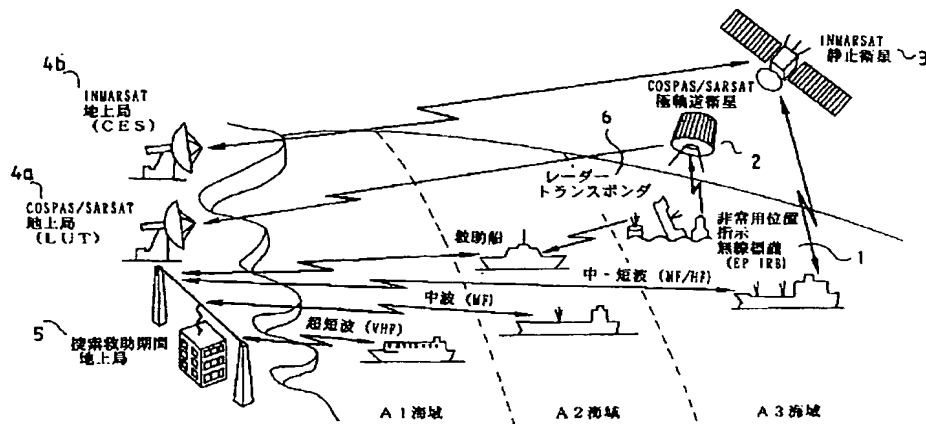 4b
INMARSAT
地上局
(CES)
INMARSAT
静止衛星
3
COSPAS/SARSAT
極軌道衛星
2
6
レーダー
トランスポンダ
4a
COSPAS/SARSAT
地上局
(LUT)
非常用位置
指示
無線標識
(EPIRB)
1
救助船
中-短波 (MF/HF)
中波 (MF)
超短波 (VHF)
5
捜索救助機関
地上局
A1海域
A2海域
A3海域